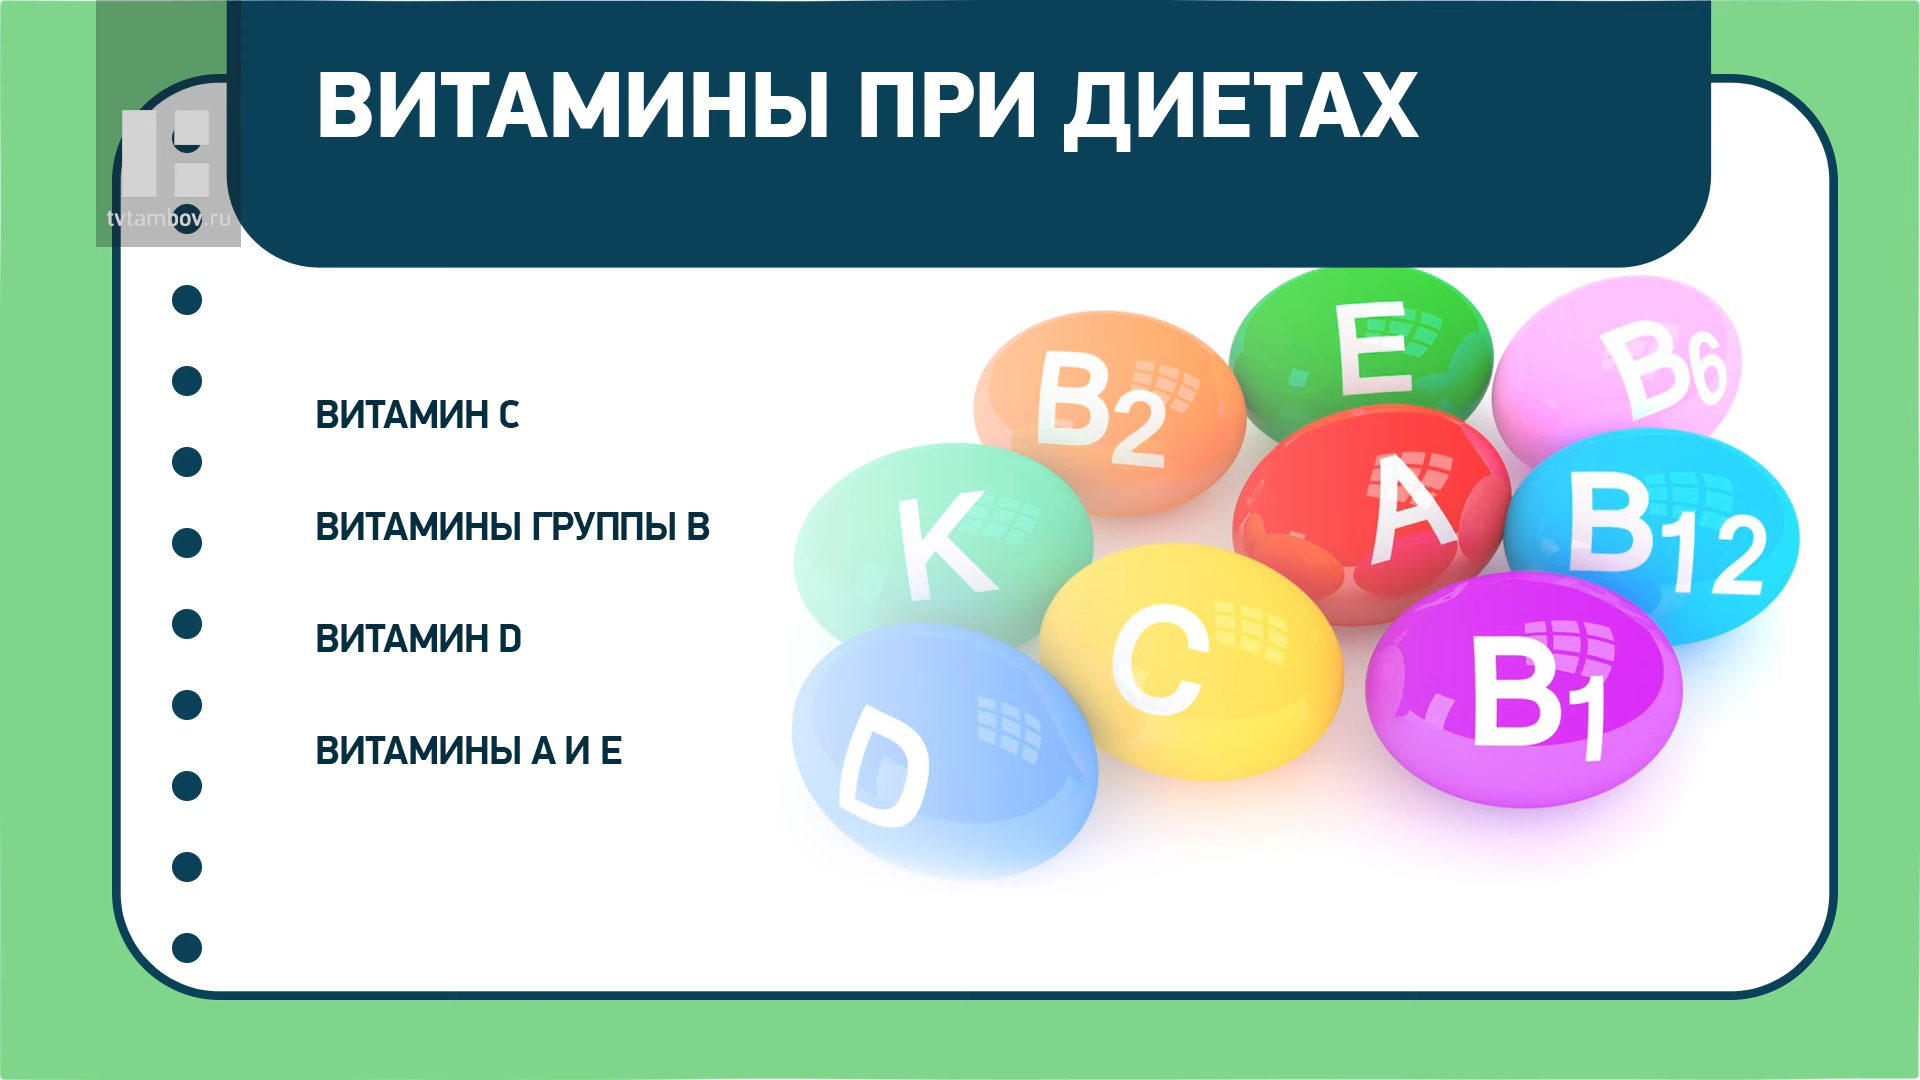 ВИТАМИНЫ ПРИ ДИЕТАХ
tvtambov.ru
ВИТАМИН C
ВИТАМИНЫ ГРУППЫ B
ВИТАМИН D
ВИТАМИНЫ A И E
E
B6
B2
A
B12
K
C
B1
D